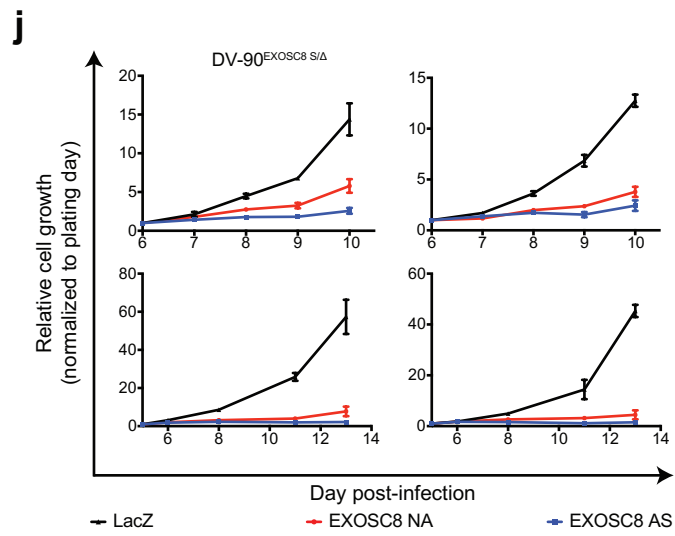 j
DV-90EXOSC8 S/Δ
20
15
10
5
0
6 7 8 9 10
15
10
5
0
6 7 8 9 10
80
60
40
20
0
6 8 10 12 14
60
40
20
0
6 8 10 12 14
Relative cell growth
(normalized to plating day)
Day post-infection
LacZ EXOSC8 NA EXOSC8 AS